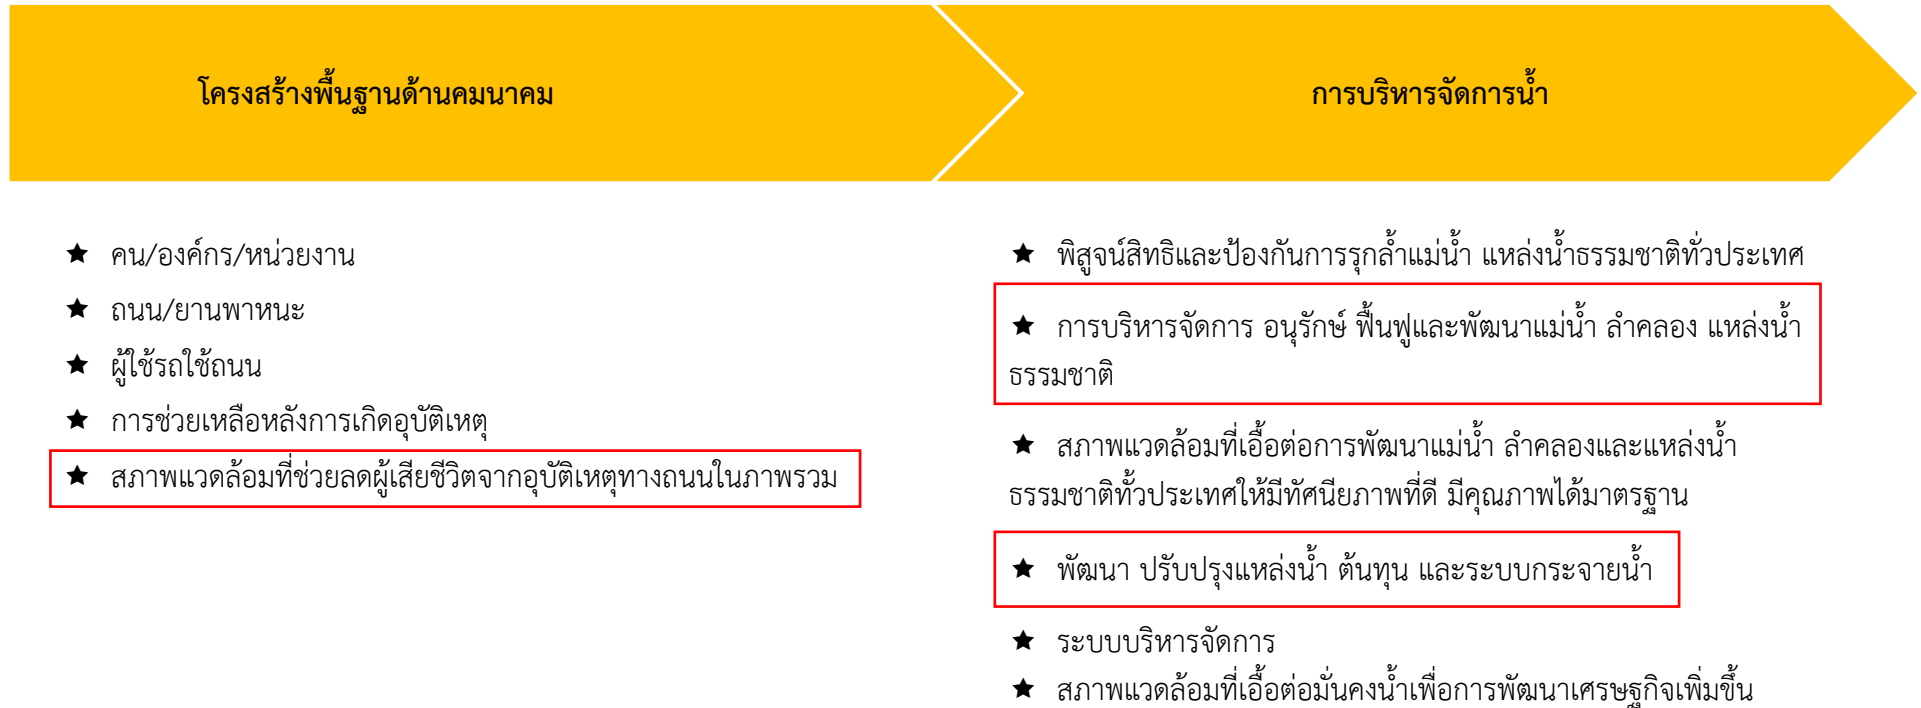 โครงสร้างพื้นฐานด้านคมนาคม
★ คน/องค์กร/หน่วยงาน
★ ถนน/ยานพาหนะ
★ ผู้ใช้รถใช้ถนน
★ การช่วยเหลือหลังการเกิดอุบัติเหตุ
★ สภาพแวดล้อมที่ช่วยลดผู้เสียชีวิตจากอุบัติเหตุทางถนนในภาพรวม
การบริหารจัดการน้ำ
★ พิสูจน์สิทธิและป้องกันการรุกล้ำแม่น้ำ แหล่งน้ำธรรมชาติทั่วประเทศ
★ การบริหารจัดการ อนุรักษ์ ฟื้นฟูและพัฒนาแม่น้ำ ลำคลอง แหล่งน้ำ
ธรรมชาติ
★ สภาพแวดล้อมที่เอื้อต่อการพัฒนาแม่น้ำ ลำคลองและแหล่งน้ำ
ธรรมชาติทั้วประเทศให้มีทัศนียภาพที่ดี มีคุณภาพได้มาตรฐาน
★ พัฒนา ปรับปรุงแหล่งน้ำ ต้นทุน และระบบกระจายน้ำ
★ ระบบบริหารจัดการ
★ สภาพแวดล้อมที่เอื้อต่อมั่นคงน้ำเพื่อการพัฒนาเศรษฐกิจเพิ่มขึ้น